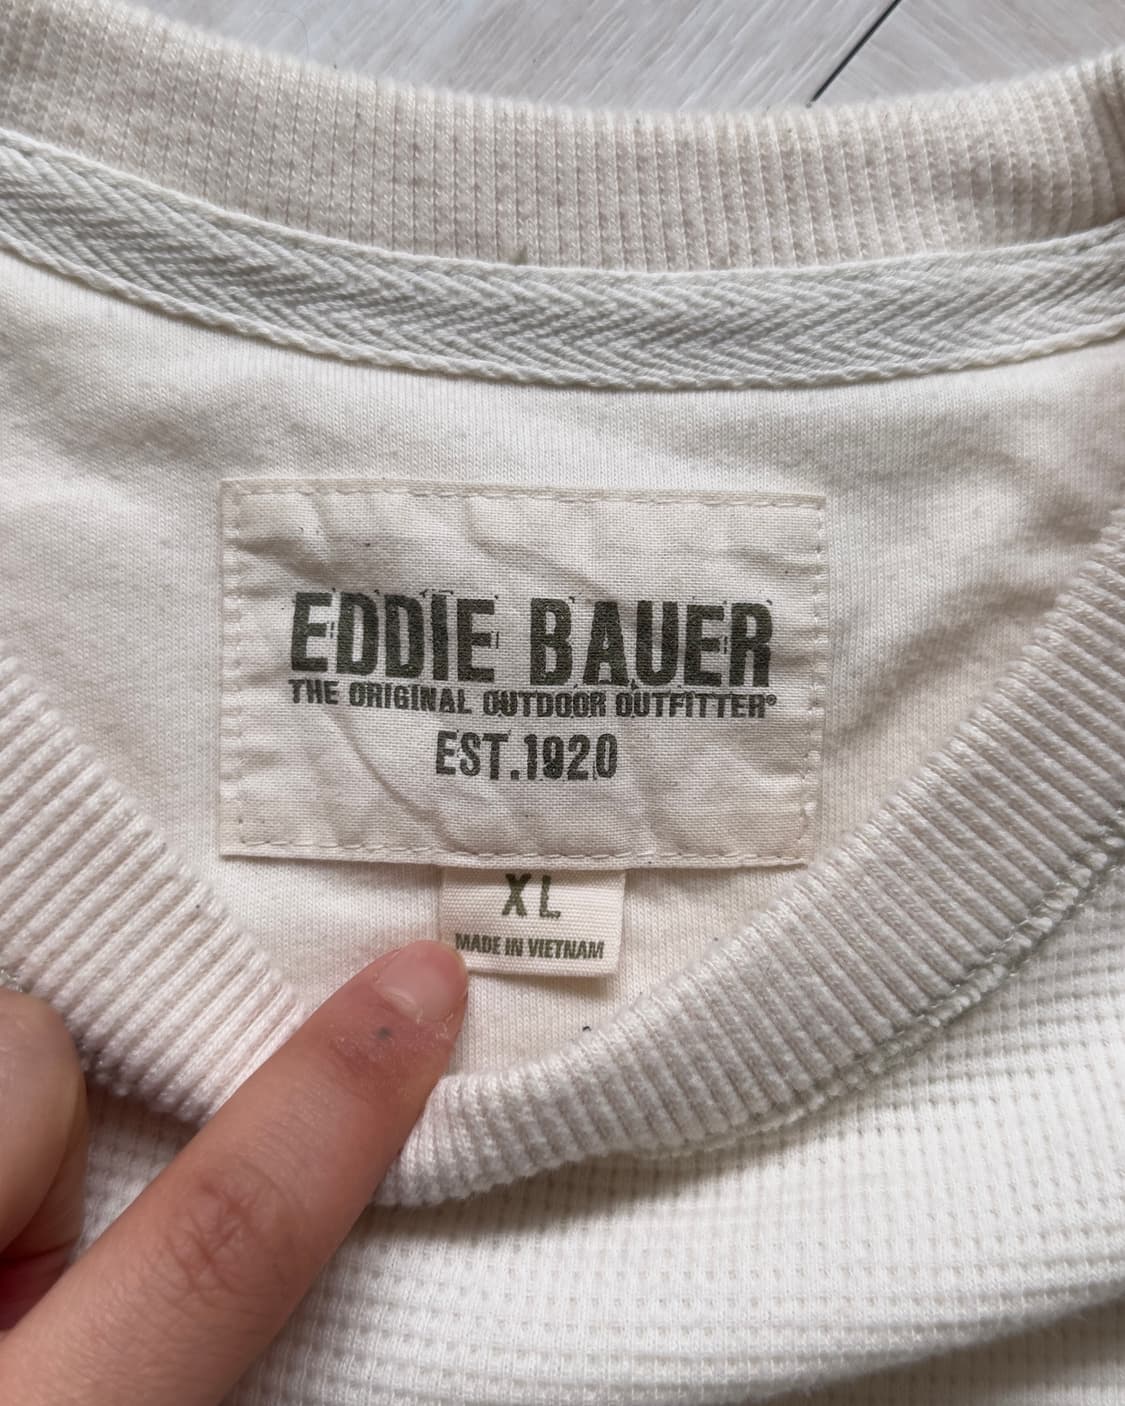 EDDIE BAUER
THE ORIGINAL OUTDOOR OUTFITTER®
EST.1920
XL
MADE IN VIETNAM